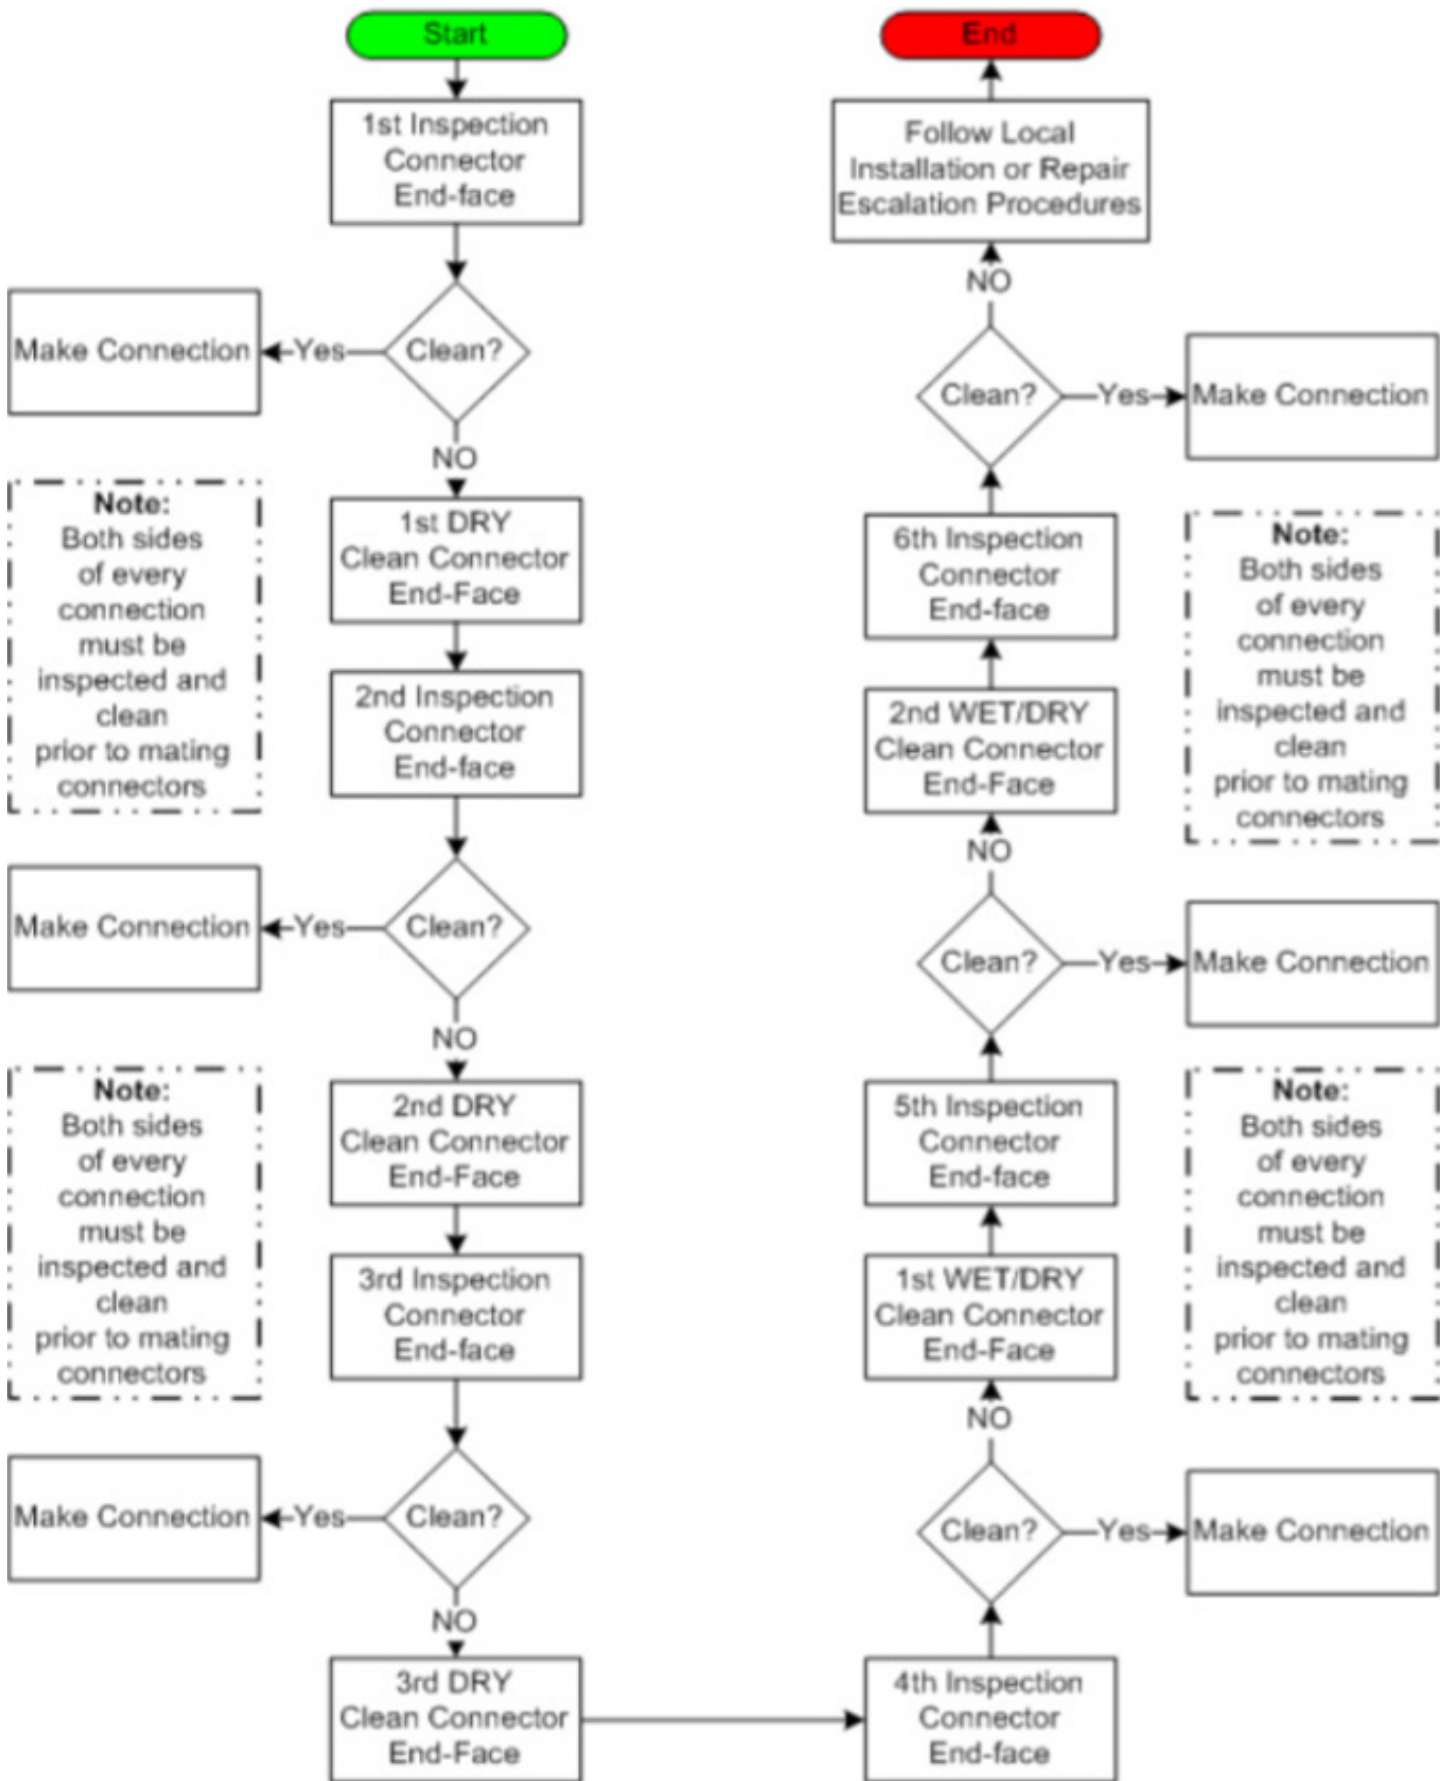 Start
1st Inspection
Connector
End-face
Clean?
Yes
Make Connection
NO
Note:
Both sides
of every
connection
must be
inspected and
clean
prior to mating
connectors
1st DRY
Clean Connector
End-Face
2nd Inspection
Connector
End-face
Clean?
Yes
Make Connection
NO
Note:
Both sides
of every
connection
must be
inspected and
clean
prior to mating
connectors
2nd DRY
Clean Connector
End-Face
3rd Inspection
Connector
End-face
Clean?
Yes
Make Connection
NO
3rd DRY
Clean Connector
End-Face
4th Inspection
Connector
End-face
Clean?
Yes
Make Connection
NO
1st WET/DRY
Clean Connector
End-Face
Note:
Both sides
of every
connection
must be
inspected and
clean
prior to mating
connectors
5th Inspection
Connector
End-face
Clean?
Yes
Make Connection
NO
2nd WET/DRY
Clean Connector
End-Face
Note:
Both sides
of every
connection
must be
inspected and
clean
prior to mating
connectors
6th Inspection
Connector
End-face
Clean?
Yes
Make Connection
NO
Follow Local
Installation or Repair
Escalation Procedures
End